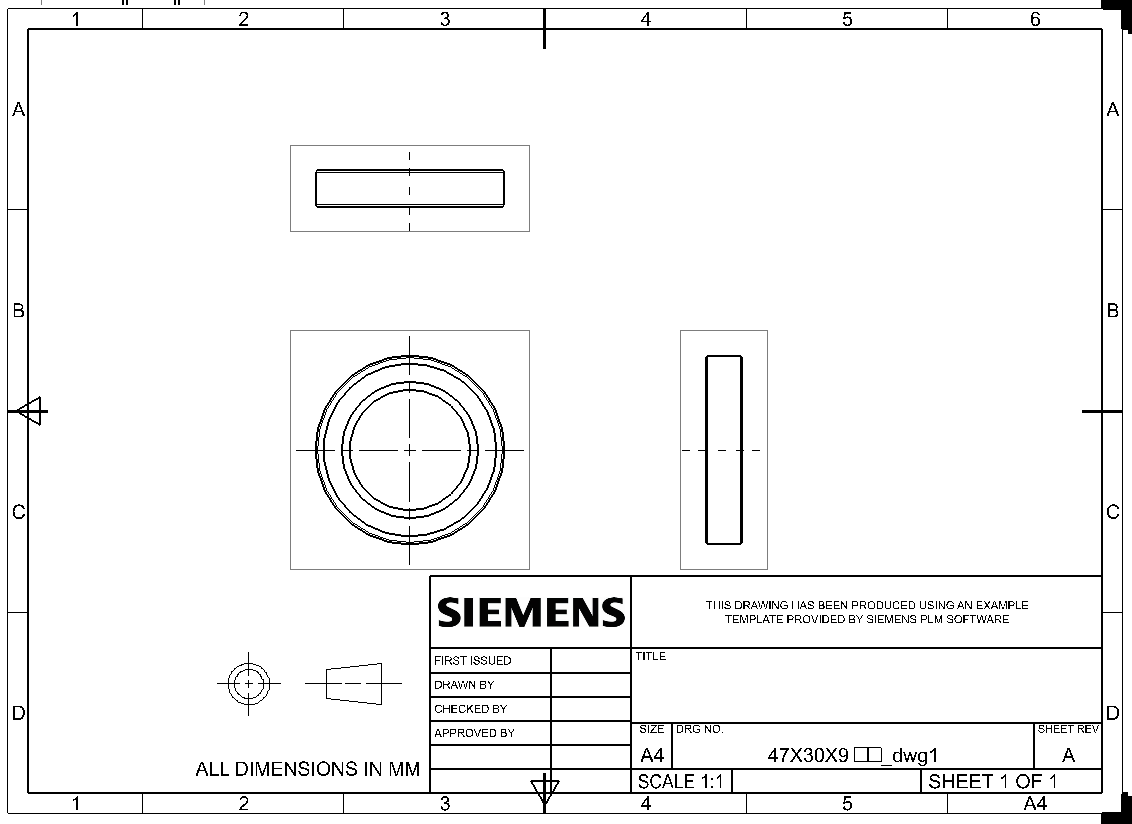 1 2 3 4 5 6
A A
B B
C C
SIEMENS
THIS DRAWING HAS BEEN PRODUCED USING AN EXAMPLE
TEMPLATE PROVIDED BY SIEMENS PLM SOFTWARE
FIRST ISSUED
TITLE
DRAWN BY
CHECKED BY
D D
APPROVED BY
SIZE DRG NO. SHEET REV
A4 47X30X9 □□_dwg1 A
ALL DIMENSIONS IN MM
SCALE 1:1 SHEET 1 OF 1
1 2 3 4 5 A4